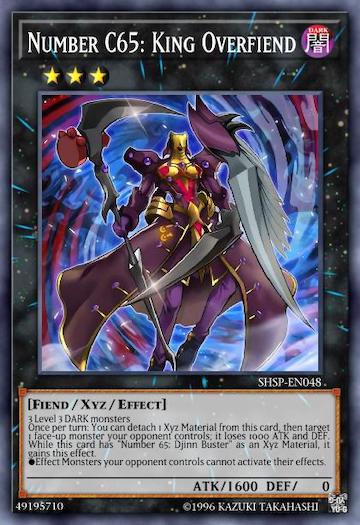 NUMBER C65: KING OVERFIEND
DARK
闇
SHSP-EN048
[FIEND / XYZ / EFFECT]
3 Level 3 DARK monsters
Once per turn: You can detach 1 Xyz Material from this card, then target
1 face-up monster your opponent controls; it loses 1000 ATK and DEF.
While this card has "Number 65: Djinn Buster" as an Xyz Material, it
gains this effect.
●Effect Monsters your opponent controls cannot activate their effects.
ATK/1600 DEF/ 0
49195710 ©1996 KAZUKI TAKAHASHI